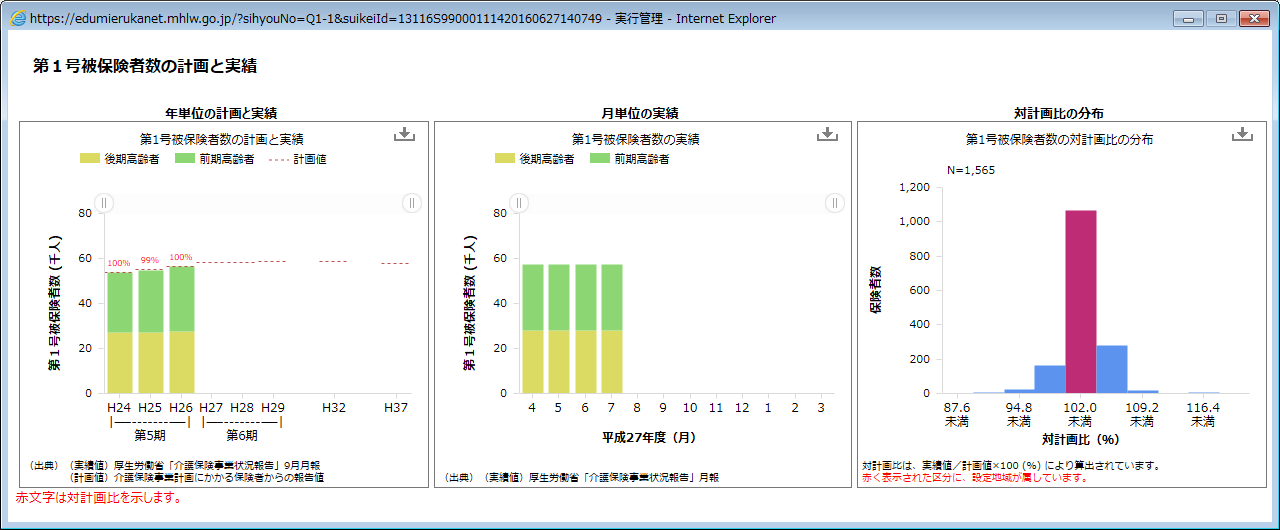 https://edumierukanet.mhlw.go.jp/?sihyouNo=Q1-1&suikeiId=13116S99000111420160627140749 - 実行管理 - Internet Explorer
第１号被保険者数の計画と実績
年単位の計画と実績
第1号被保険者数の計画と実績
後期高齢者 前期高齢者 計画値
80
60
40
20
0
第１号被保険者数 (千人)
100% 99% 100%
H24 H25 H26 H27 H28 H29 H32 H37
第5期 第6期
（出典）（実績値）厚生労働省「介護保険事業状況報告」9月月報
（計画値）介護保険事業計画にかかる保険者からの報告値
赤文字は対計画比を示します。
月単位の実績
第1号被保険者数の実績
後期高齢者 前期高齢者
80
60
40
20
0
第１号被保険者数 (千人)
4 5 6 7 8 9 10 11 12 1 2 3
平成27年度（月）
（出典）（実績値）厚生労働省「介護保険事業状況報告」月報
対計画比の分布
第1号被保険者数の対計画比の分布
N=1,565
1,200
1,000
800
600
400
200
0
保険者数
87.6 94.8 102.0 109.2 116.4
未満 未満 未満 未満 未満
対計画比（%）
対計画比は、実績値／計画値×100 (%) により算出されています。
赤く表示された区分に、設定地域が属しています。